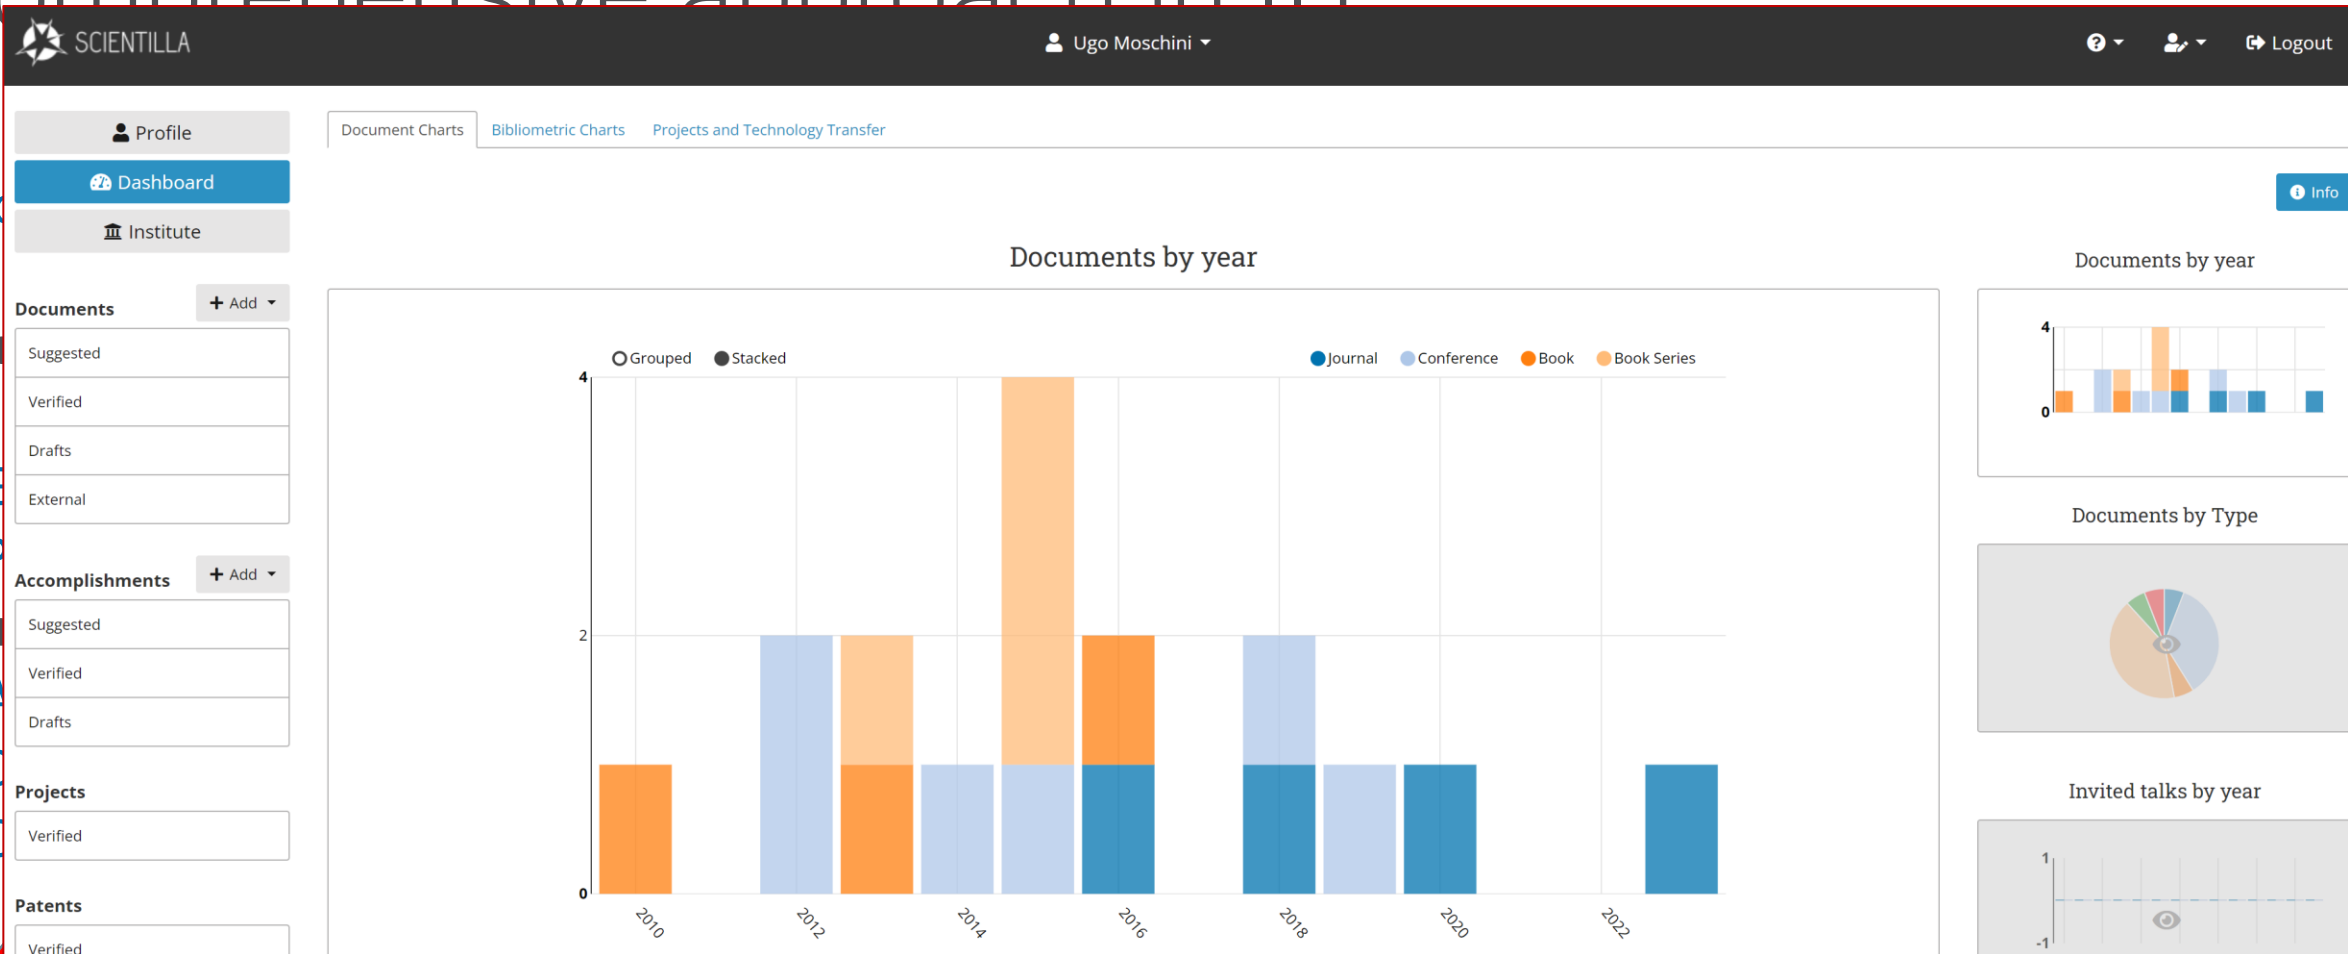 omprehensive annual report
SCIENTILLA
Ugo Moschini
Logout
Profile
Dashboard
Institute
Document Charts
Bibliometric Charts
Projects and Technology Transfer
Info
Documents
+ Add
Suggested
Verified
Drafts
External
Accomplishments
+ Add
Suggested
Verified
Drafts
Projects
Verified
Patents
Verified
Documents by year
Grouped
Stacked
Journal
Conference
Book
Book Series
4
2
0
2010
2012
2014
2016
2018
2020
2022
Documents by year
4
0
Documents by Type
Invited talks by year
1
-1